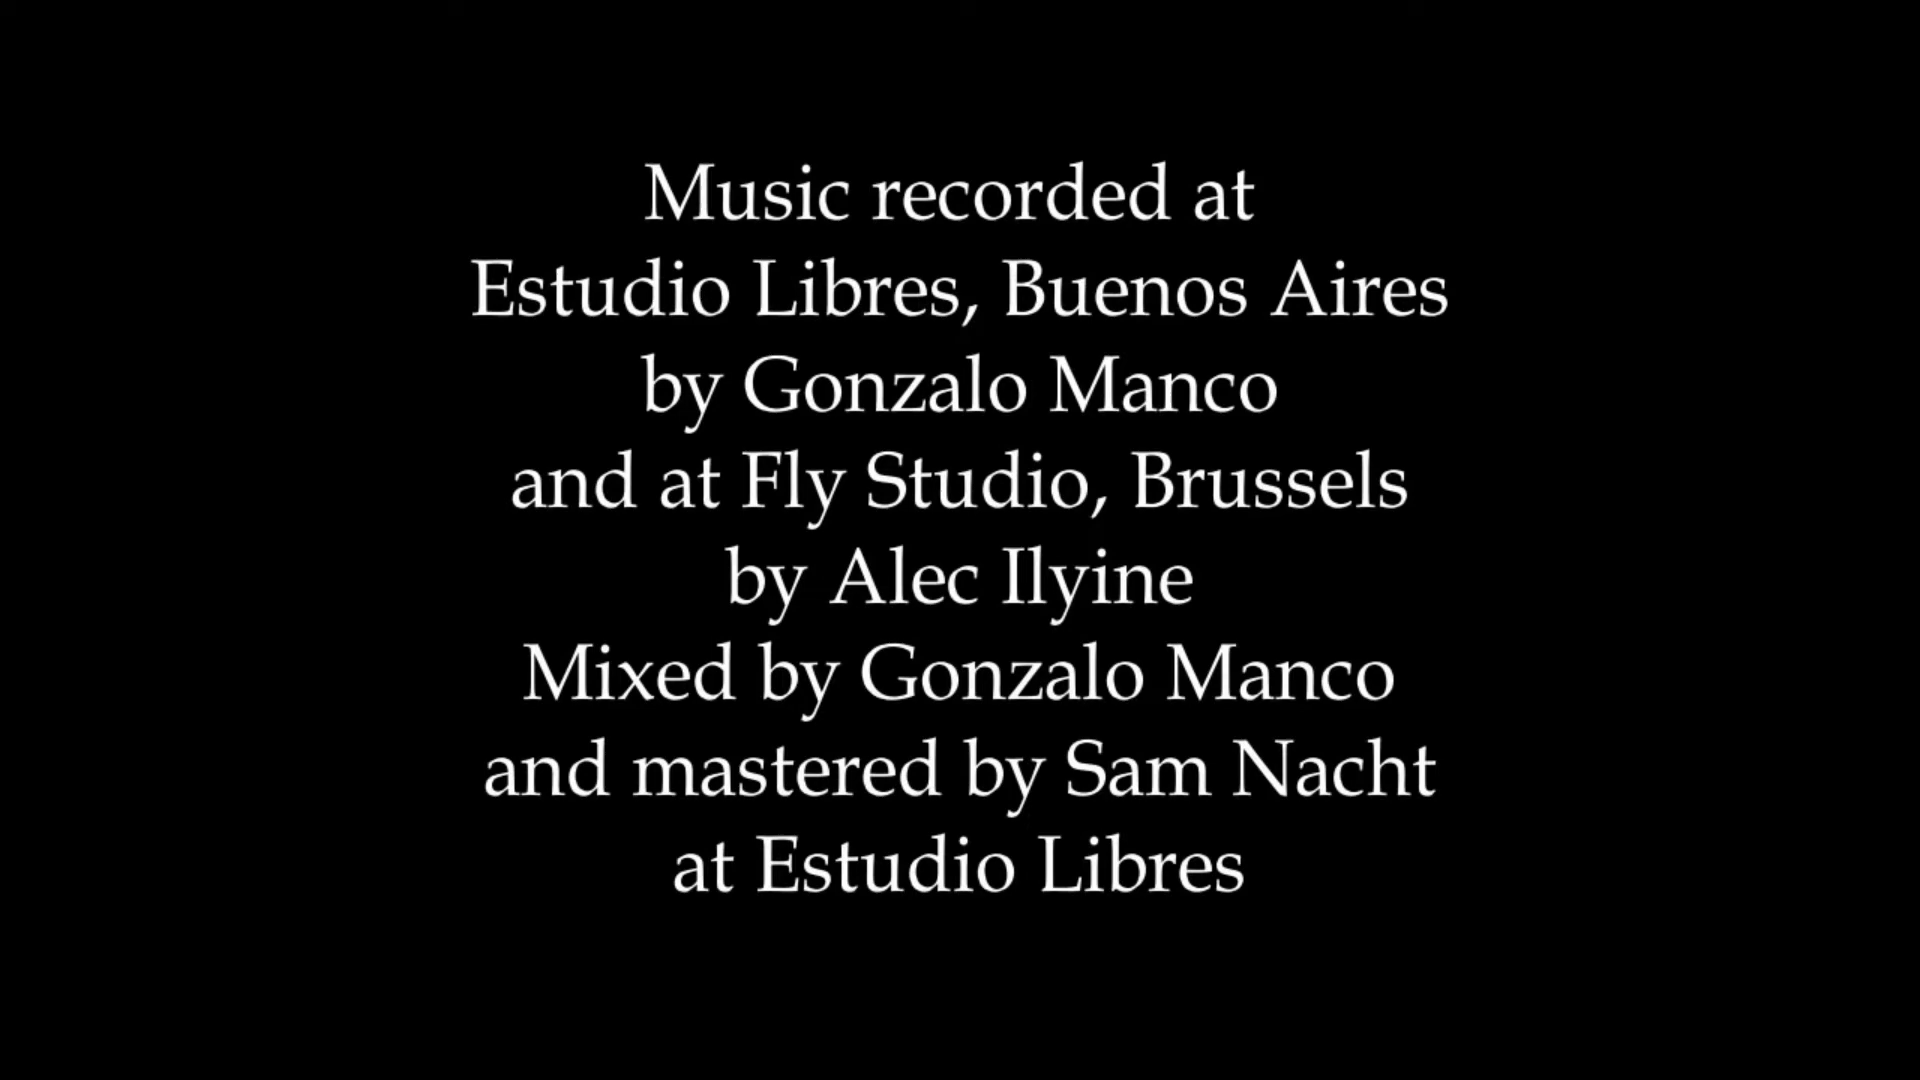 Music recorded at
Estudio Libres, Buenos Aires
by Gonzalo Manco
and at Fly Studio, Brussels
by Alec Ilyine
Mixed by Gonzalo Manco
and mastered by Sam Nacht
at Estudio Libres